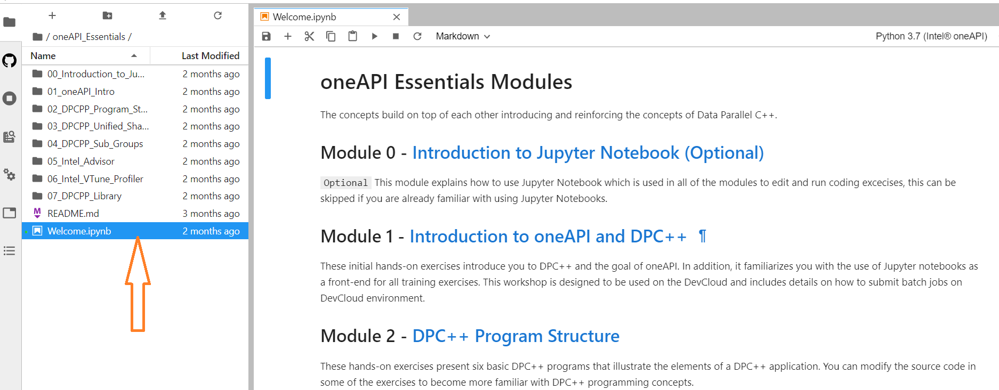 / oneAPI_Essentials /
Name Last Modified
00_Introduction_to_Ju... 2 months ago
01_oneAPI_Intro 2 months ago
02_DPCPP_Program_St... 2 months ago
03_DPCPP_Unified_Sha... 2 months ago
04_DPCPP_Sub_Groups 2 months ago
05_Intel_Advisor 2 months ago
06_Intel_VTune_Profiler 2 months ago
07_DPCPP_Library 2 months ago
README.md 3 months ago
Welcome.ipynb 2 months ago
Welcome.ipynb
Markdown Python 3.7 (Intel® oneAPI)
oneAPI Essentials Modules
The concepts build on top of each other introducing and reinforcing the concepts of Data Parallel C++.
Module 0 - Introduction to Jupyter Notebook (Optional)
Optional This module explains how to use Jupyter Notebook which is used in all of the modules to edit and run coding excecises, this can be
skipped if you are already familiar with using Jupyter Notebooks.
Module 1 - Introduction to oneAPI and DPC++ ¶
These initial hands-on exercises introduce you to DPC++ and the goal of oneAPI. In addition, it familiarizes you with the use of Jupyter notebooks as
a front-end for all training exercises. This workshop is designed to be used on the DevCloud and includes details on how to submit batch jobs on
DevCloud environment.
Module 2 - DPC++ Program Structure
These hands-on exercises present six basic DPC++ programs that illustrate the elements of a DPC++ application. You can modify the source code in
some of the exercises to become more familiar with DPC++ programming concepts.